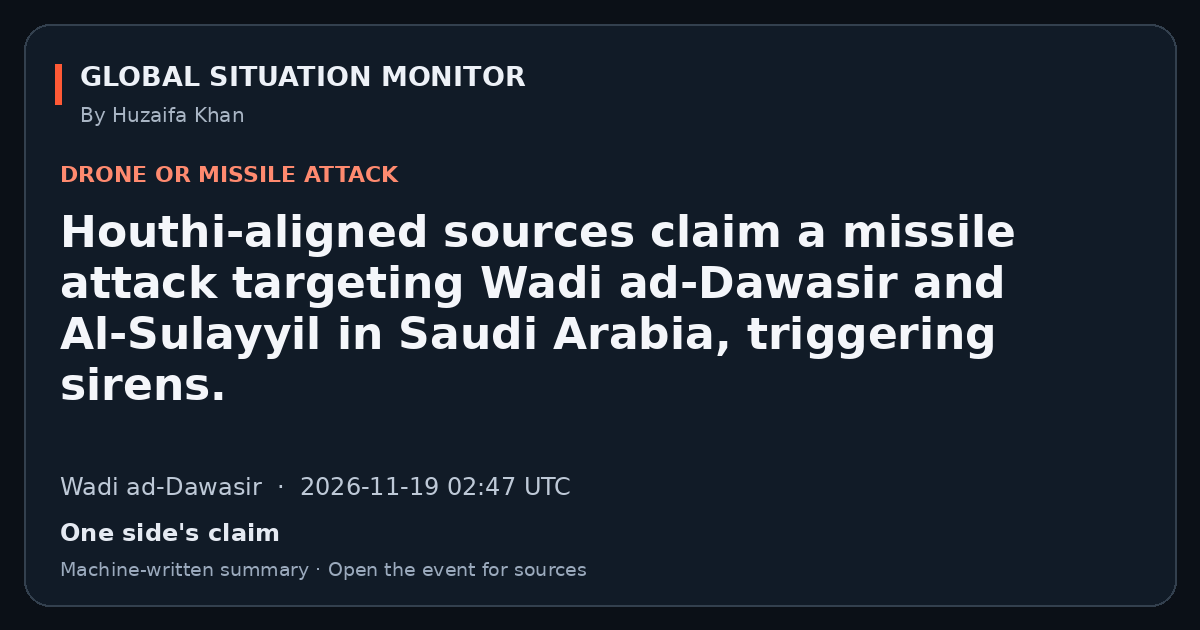 GLOBAL SITUATION MONITOR
By Huzaifa Khan
DRONE OR MISSILE ATTACK
Houthi-aligned sources claim a missile
attack targeting Wadi ad-Dawasir and
Al-Sulayyil in Saudi Arabia, triggering
sirens.
Wadi ad-Dawasir · 2026-11-19 02:47 UTC
One side's claim
Machine-written summary · Open the event for sources